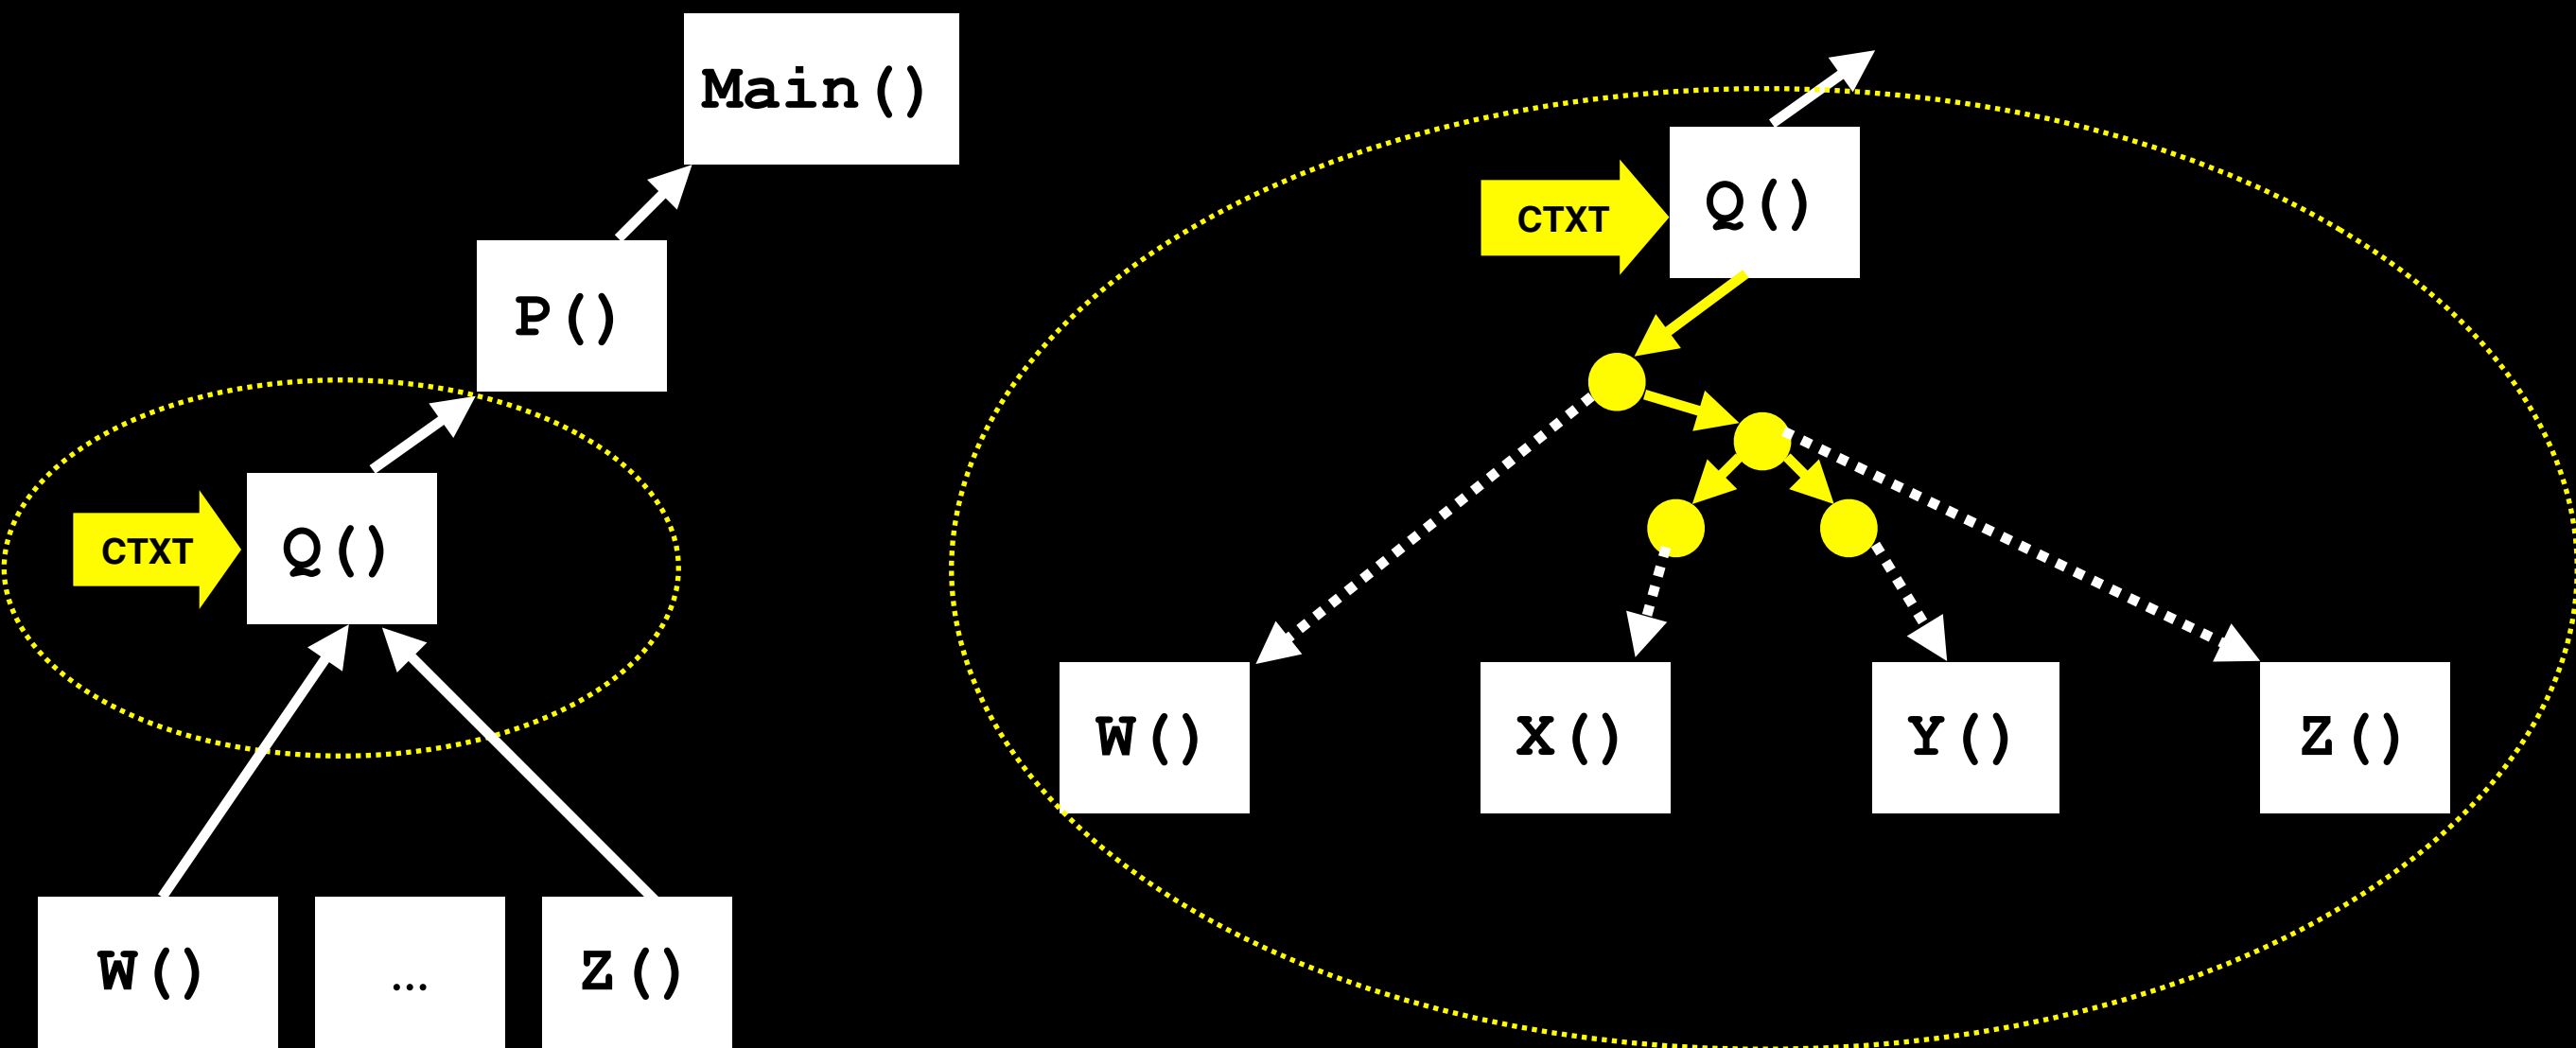 Main()
P()
CTXT
Q()
W()
...
Z()
CTXT
Q()
W()
X()
Y()
Z()